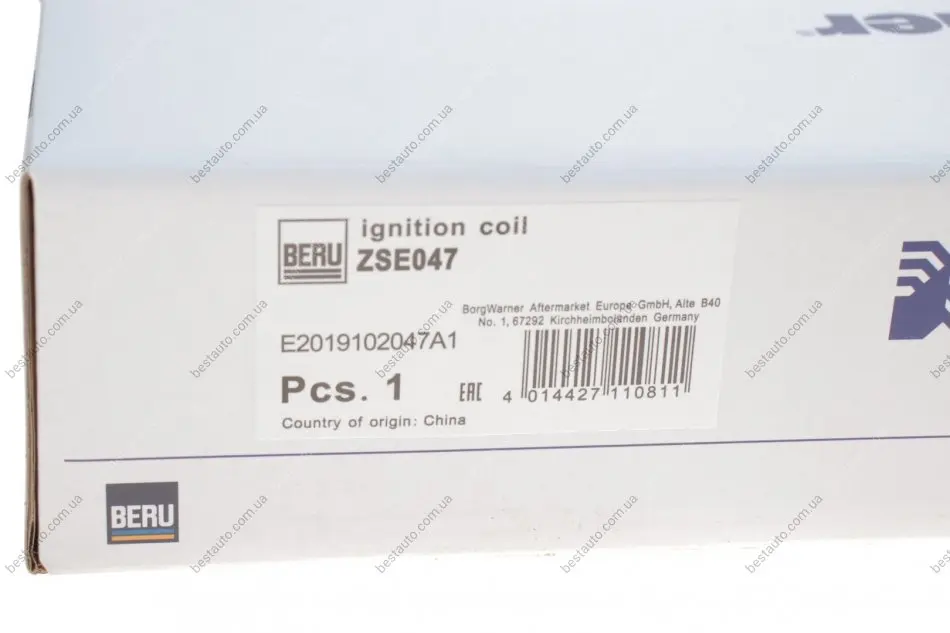 ignition coil
BERU
ZSE047
BorgWarner Aftermarket Europe GmbH, Alte B40
No. 1, 67292 Kirchheimbolanden Germany
E2019102047A1
Pcs. 1
EAC
4 014427 110811
Country of origin: China
BERU
bestauto.com.ua